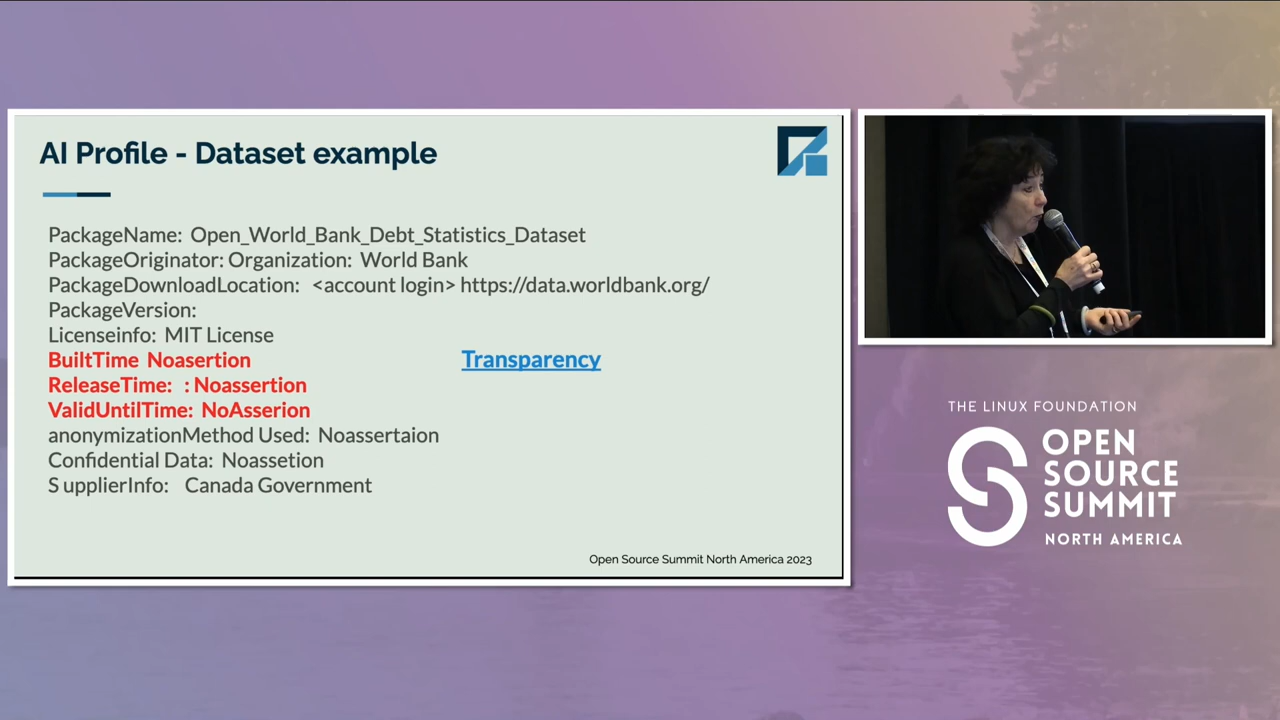 AI Profile - Dataset example
PackageName: Open_World_Bank_Debt_Statistics_Dataset
PackageOriginator: Organization: World Bank
PackageDownloadLocation: <account login> https://data.worldbank.org/
PackageVersion:
Licenseinfo: MIT License
BuiltTime Noasertion
Transparency
ReleaseTime: : Noassertion
ValidUntilTime: NoAsserion
anonymizationMethod Used: Noassertaion
Confidential Data: Noassetion
S upplierInfo: Canada Government
Open Source Summit North America 2023
THE LINUX FOUNDATION
OPEN
SOURCE
SUMMIT
NORTH AMERICA